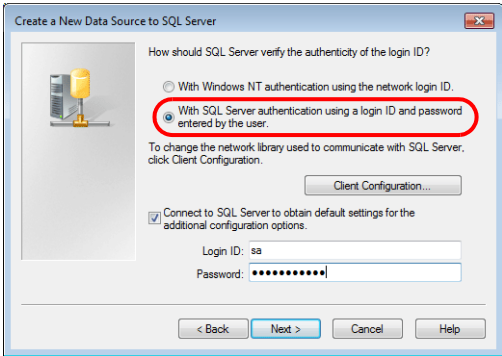 Create a New Data Source to SQL Server
How should SQL Server verify the authenticity of the login ID?
With Windows NT authentication using the network login ID.
With SQL Server authentication using a login ID and password
entered by the user.
To change the network library used to communicate with SQL Server,
click Client Configuration.
Client Configuration...
Connect to SQL Server to obtain default settings for the
additional configuration options.
Login ID: sa
Password: ●●●●●●●●●●●
< Back Next > Cancel Help